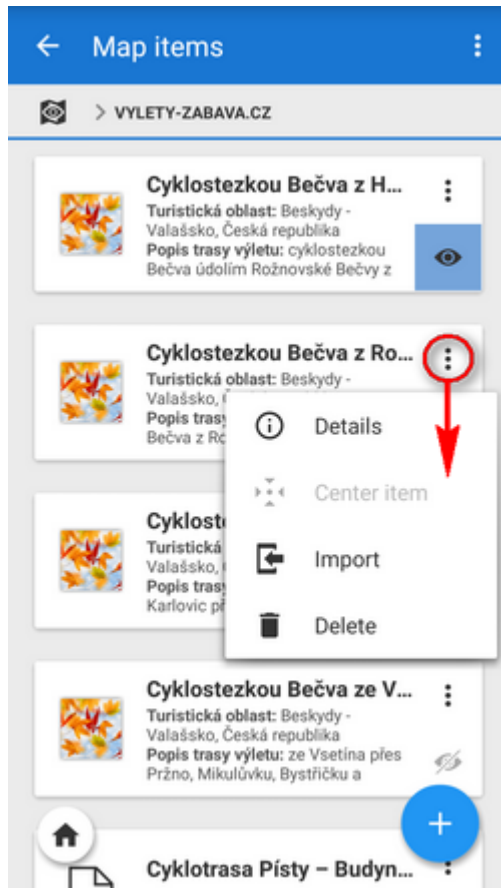 Map items
> VYLETY-ZABAVA.CZ
Cyklostezkou Bečva z H...
Turistická oblast: Beskydy -
Valašsko, Česká republika
Popis trasy výletu: cyklostezkou
Bečva údolím Rožnovské Bečvy z
Cyklostezkou Bečva z Ro...
Turistická oblast: Beskydy -
Valašsko,
Popis trasy
Bečva z Ro
Details
Center item
Import
Delete
Cyklost
Turistická
Valašsko,
Popis trasy
Karlovic př
Cyklostezkou Bečva ze V...
Turistická oblast: Beskydy -
Valašsko, Česká republika
Popis trasy výletu: ze Vsetína přes
Pržno, Mikulůvku, Bystřičku a
Cyklotrasa Písty – Budyn...